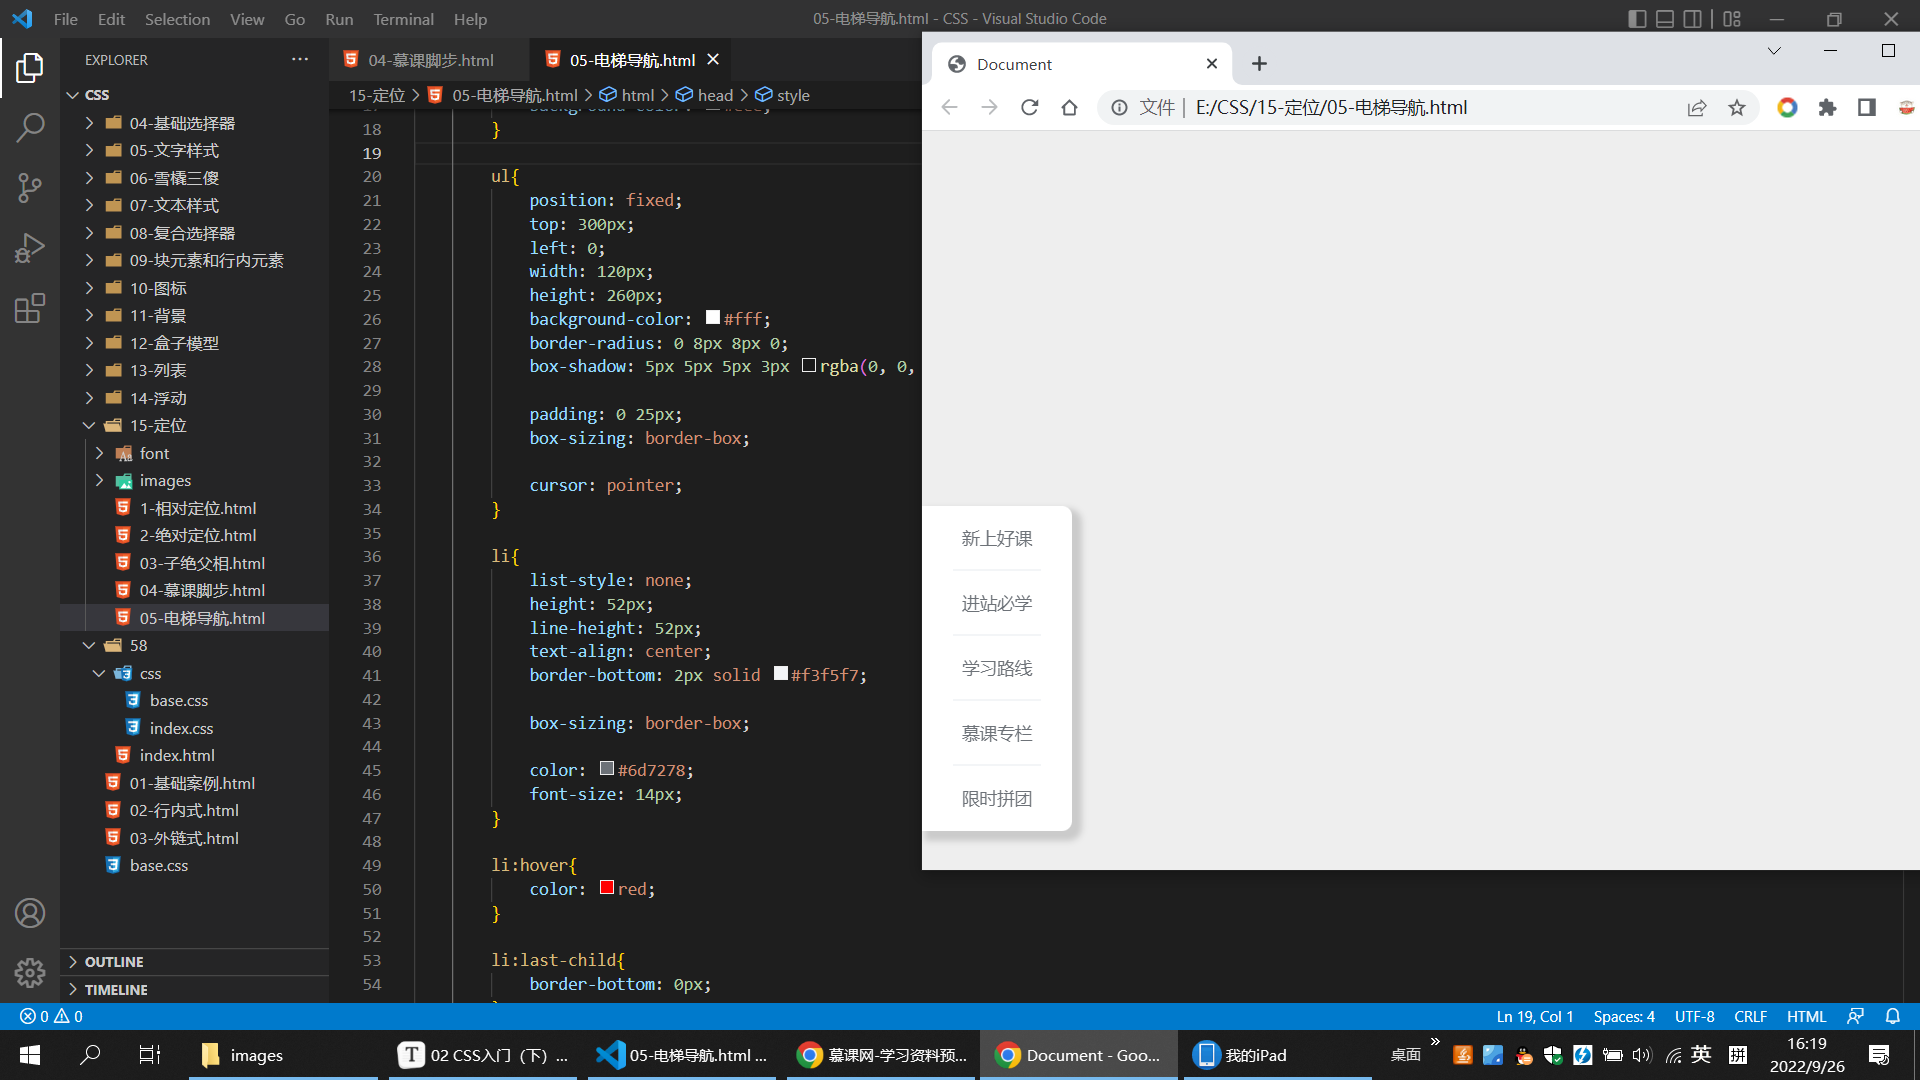 File Edit Selection View Go Run Terminal Help
05-电梯导航.html - CSS - Visual Studio Code
EXPLORER
04-慕课脚步.html
05-电梯导航.html
15-定位 > 05-电梯导航.html > html > head > style
CSS
04-基础选择器
05-文字样式
06-雪橇三傻
07-文本样式
08-复合选择器
09-块元素和行内元素
10-图标
11-背景
12-盒子模型
13-列表
14-浮动
15-定位
font
images
1-相对定位.html
2-绝对定位.html
03-子绝父相.html
04-慕课脚步.html
05-电梯导航.html
58
css
base.css
index.css
index.html
01-基础案例.html
02-行内式.html
03-外链式.html
base.css
OUTLINE
TIMELINE
18 }
19
20 ul{
21 position: fixed;
22 top: 300px;
23 left: 0;
24 width: 120px;
25 height: 260px;
26 background-color: #fff;
27 border-radius: 0 8px 8px 0;
28 box-shadow: 5px 5px 5px 3px rgba(0, 0,
29
30 padding: 0 25px;
31 box-sizing: border-box;
32
33 cursor: pointer;
34 }
35
36 li{
37 list-style: none;
38 height: 52px;
39 line-height: 52px;
40 text-align: center;
41 border-bottom: 2px solid #f3f5f7;
42
43 box-sizing: border-box;
44
45 color: #6d7278;
46 font-size: 14px;
47 }
48
49 li:hover{
50 color: red;
51 }
52
53 li:last-child{
54 border-bottom: 0px;
Document
文件 | E:/CSS/15-定位/05-电梯导航.html
新上好课
进站必学
学习路线
慕课专栏
限时拼团
0 0
Ln 19, Col 1 Spaces: 4 UTF-8 CRLF HTML
images
02 CSS入门（下）...
05-电梯导航.html ...
慕课网-学习资料预...
Document - Goo...
我的iPad
桌面
英
拼
16:19
2022/9/26